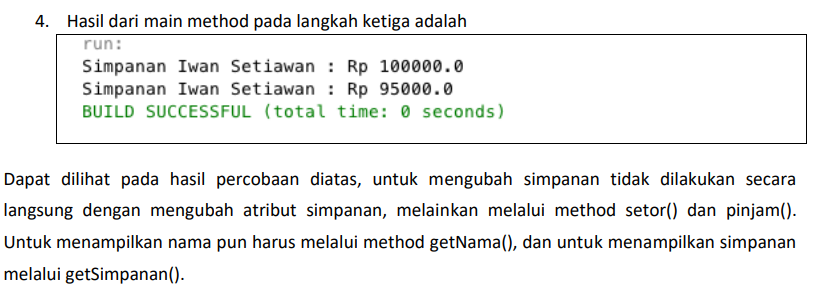 4. Hasil dari main method pada langkah ketiga adalah
run:
Simpanan Iwan Setiawan : Rp 100000.0
Simpanan Iwan Setiawan : Rp 95000.0
BUILD SUCCESSFUL (total time: 0 seconds)
Dapat dilihat pada hasil percobaan diatas, untuk mengubah simpanan tidak dilakukan secara
langsung dengan mengubah atribut simpanan, melainkan melalui method setor() dan pinjam().
Untuk menampilkan nama pun harus melalui method getNama(), dan untuk menampilkan simpanan
melalui getSimpanan().